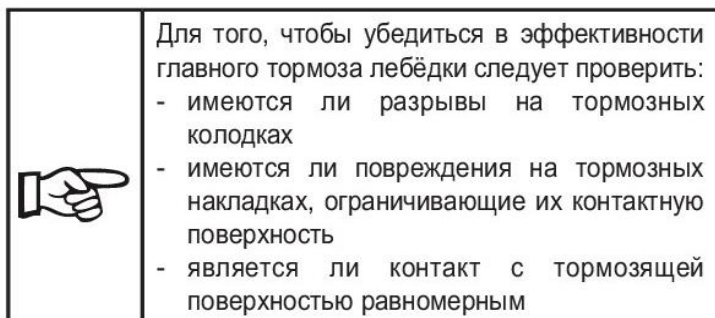 Для того, чтобы убедиться в эффективности
главного тормоза лебёдки следует проверить:
- имеются ли разрывы на тормозных
колодках
- имеются ли повреждения на тормозных
накладках, ограничивающие их контактную
поверхность
- является ли контакт с тормозящей
поверхностью равномерным